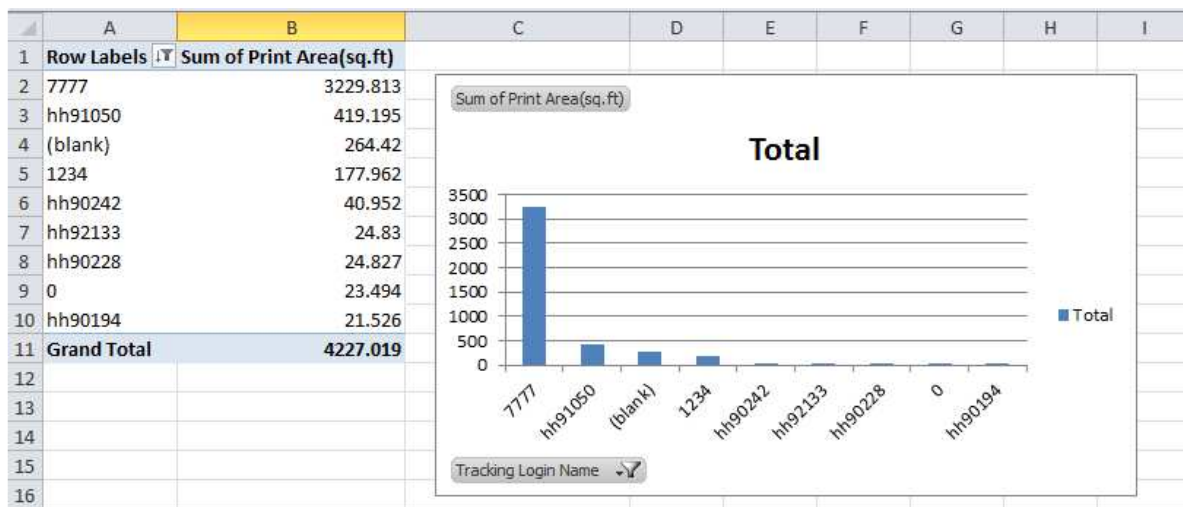 A B C D E F G H I
1 Row Labels Sum of Print Area(sq.ft)
2 7777 3229.813
3 hh91050 419.195
4 (blank) 264.42
5 1234 177.962
6 hh90242 40.952
7 hh92133 24.83
8 hh90228 24.827
9 0 23.494
10 hh90194 21.526
11 Grand Total 4227.019
12
13
14
15
16
Sum of Print Area(sq.ft)
Total
3500
3000
2500
2000
1500
1000
500
0
7777 hh91050 (blank) 1234 hh90242 hh92133 hh90228 0 hh90194
Total
Tracking Login Name